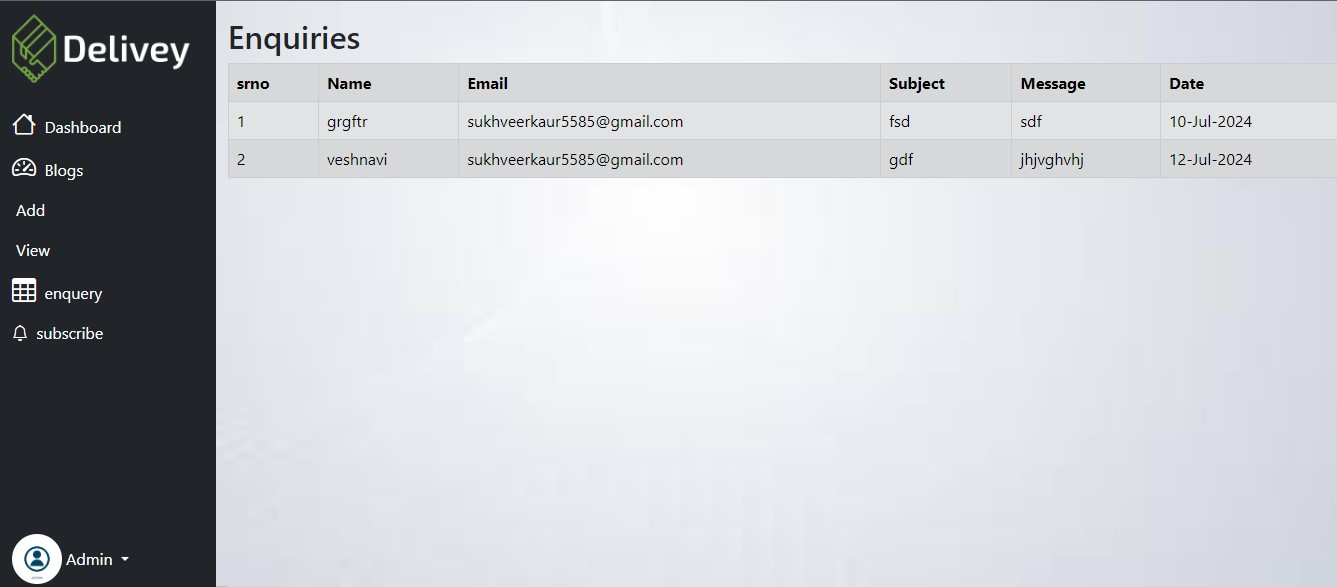 Delivey
Dashboard
Blogs
Add
View
enquery
subscribe
Admin
Enquiries
srno Name Email Subject Message Date
1 grgftr sukhveerkaur5585@gmail.com fsd sdf 10-Jul-2024
2 veshnavi sukhveerkaur5585@gmail.com gdf jhjvghvhj 12-Jul-2024